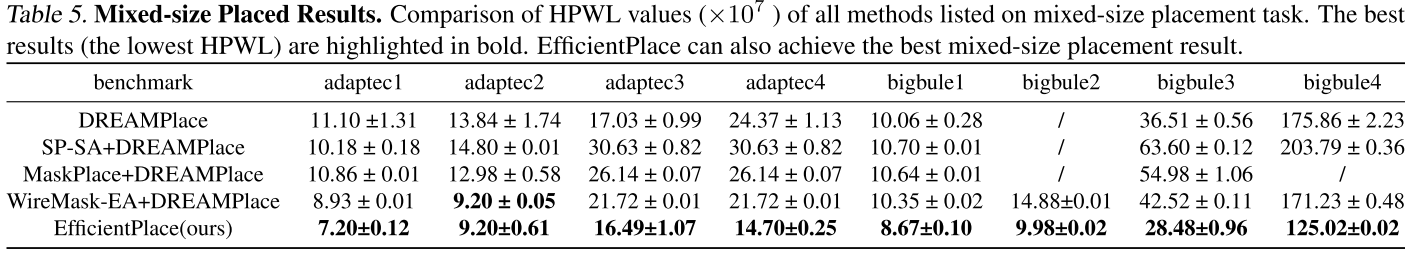 Table 5. Mixed-size Placed Results. Comparison of HPWL values (×10⁷ ) of all methods listed on mixed-size placement task. The best
results (the lowest HPWL) are highlighted in bold. EfficientPlace can also achieve the best mixed-size placement result.
benchmark adaptec1 adaptec2 adaptec3 adaptec4 bigbule1 bigbule2 bigbule3 bigbule4
DREAMPlace 11.10 ±1.31 13.84 ± 1.74 17.03 ± 0.99 24.37 ± 1.13 10.06 ± 0.28 / 36.51 ± 0.56 175.86 ± 2.23
SP-SA+DREAMPlace 10.18 ± 0.18 14.80 ± 0.01 30.63 ± 0.82 30.63 ± 0.82 10.70 ± 0.01 / 63.60 ± 0.12 203.79 ± 0.36
MaskPlace+DREAMPlace 10.86 ± 0.01 12.98 ± 0.58 26.14 ± 0.07 26.14 ± 0.07 10.64 ± 0.01 / 54.98 ± 1.06 /
WireMask-EA+DREAMPlace 8.93 ± 0.01 9.20 ± 0.05 21.72 ± 0.01 21.72 ± 0.01 10.35 ± 0.02 14.88±0.01 42.52 ± 0.11 171.23 ± 0.48
EfficientPlace(ours) 7.20±0.12 9.20±0.61 16.49±1.07 14.70±0.25 8.67±0.10 9.98±0.02 28.48±0.96 125.02±0.02